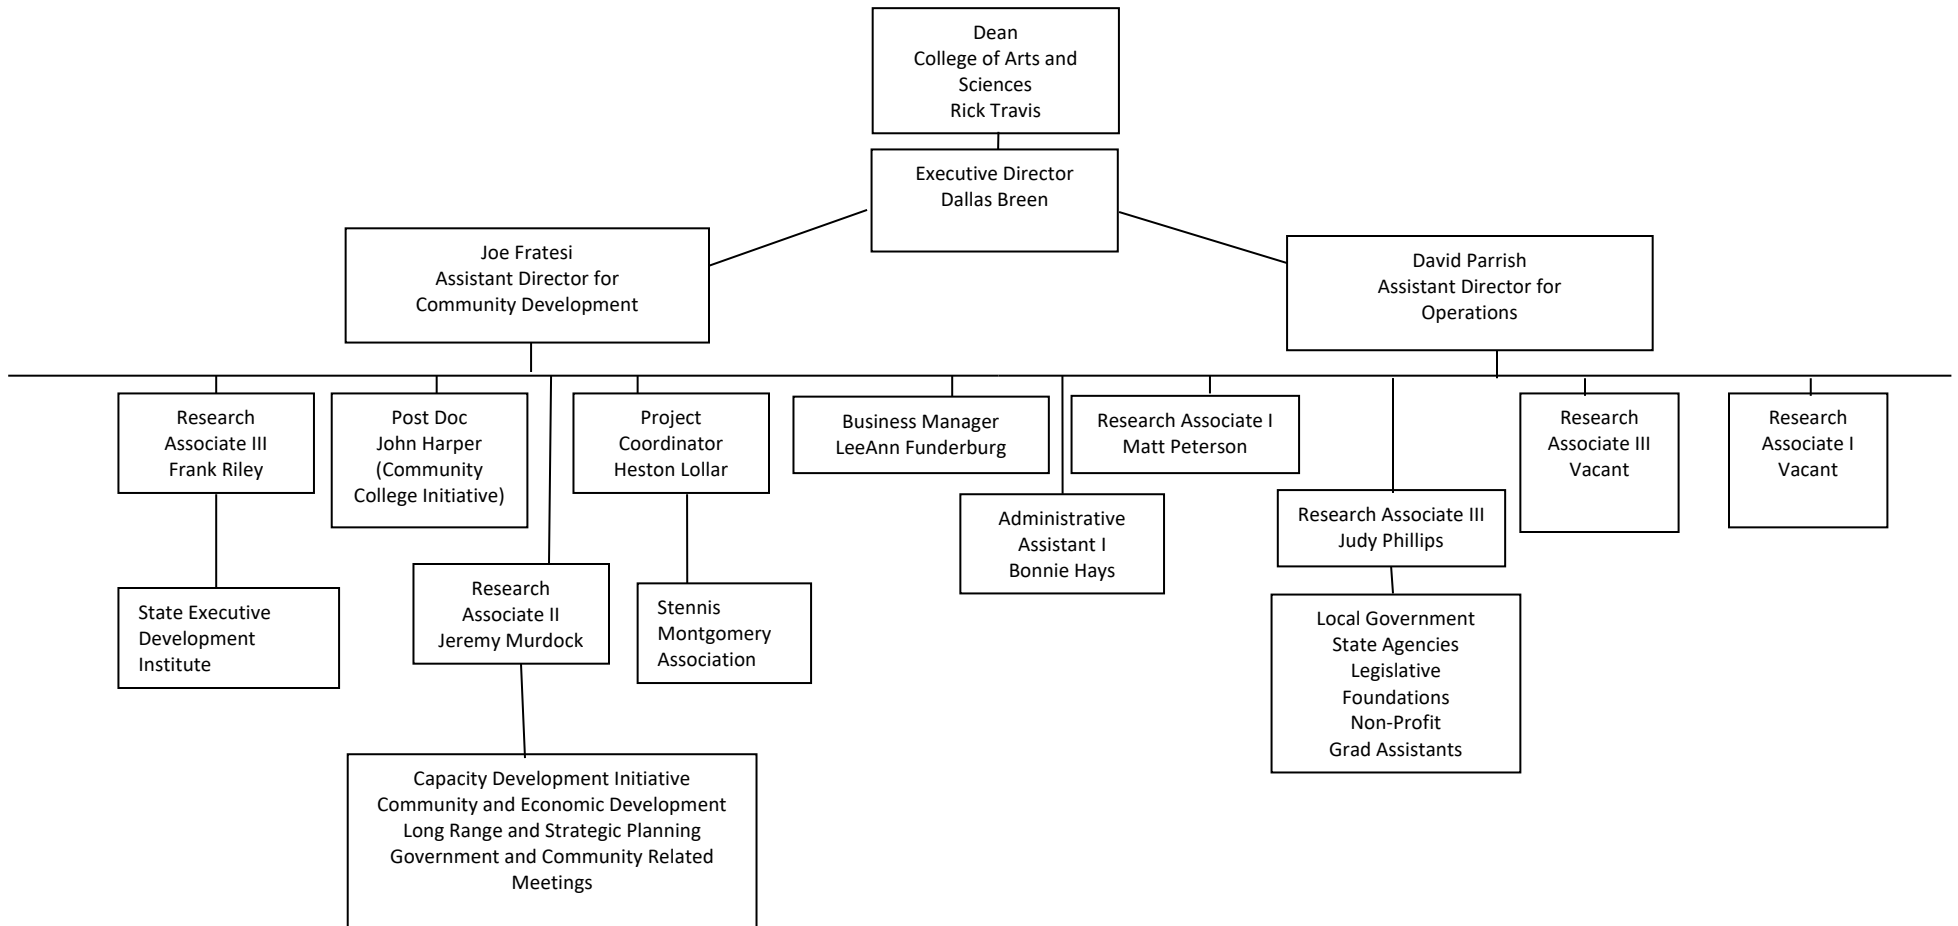 Dean
College of Arts and
Sciences
Rick Travis
Executive Director
Dallas Breen
Joe Fratesi
Assistant Director for
Community Development
David Parrish
Assistant Director for
Operations
Research
Associate III
Frank Riley
Post Doc
John Harper
(Community
College Initiative)
Project
Coordinator
Heston Lollar
Business Manager
LeeAnn Funderburg
Research Associate I
Matt Peterson
Research
Associate III
Vacant
Research
Associate I
Vacant
Administrative
Assistant I
Bonnie Hays
Research Associate III
Judy Phillips
State Executive
Development
Institute
Research
Associate II
Jeremy Murdock
Stennis
Montgomery
Association
Local Government
State Agencies
Legislative
Foundations
Non-Profit
Grad Assistants
Capacity Development Initiative
Community and Economic Development
Long Range and Strategic Planning
Government and Community Related
Meetings